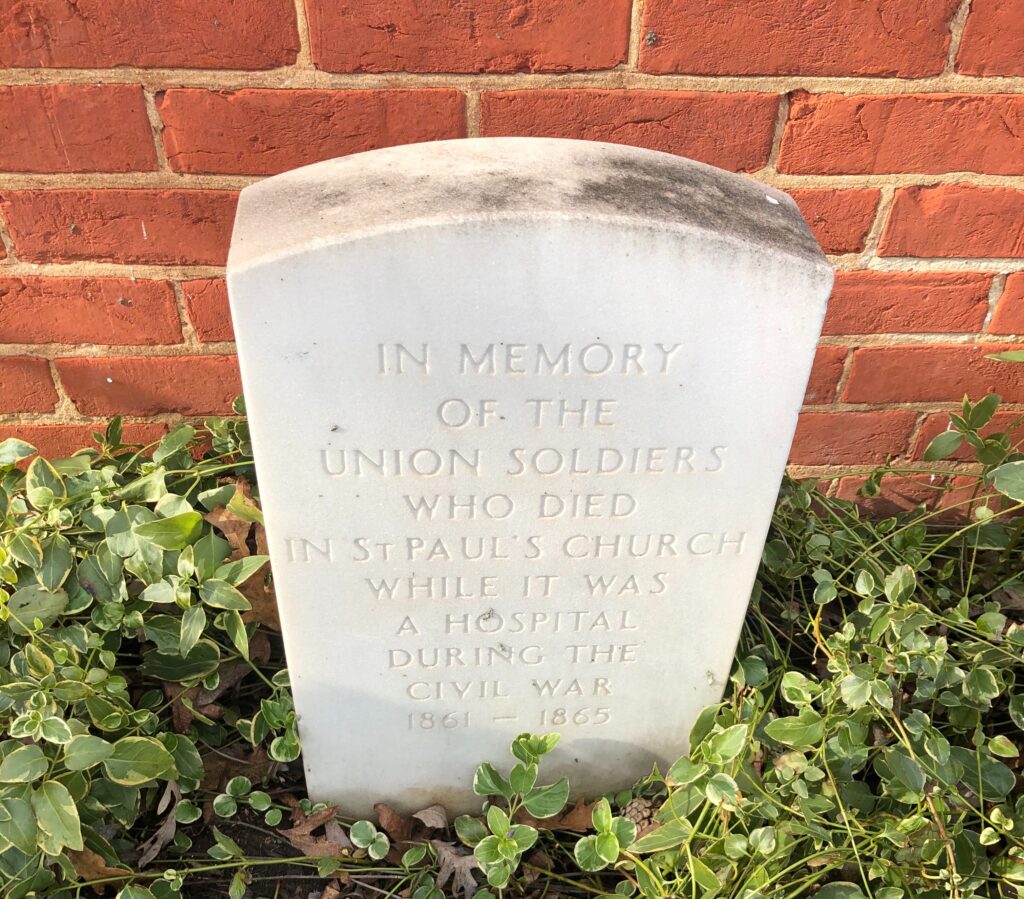 IN MEMORY
OF THE
UNION SOLDIERS
WHO DIED
IN ST PAUL'S CHURCH
WHILE IT WAS
A HOSPITAL
DURING THE
CIVIL WAR
1861 — 1865